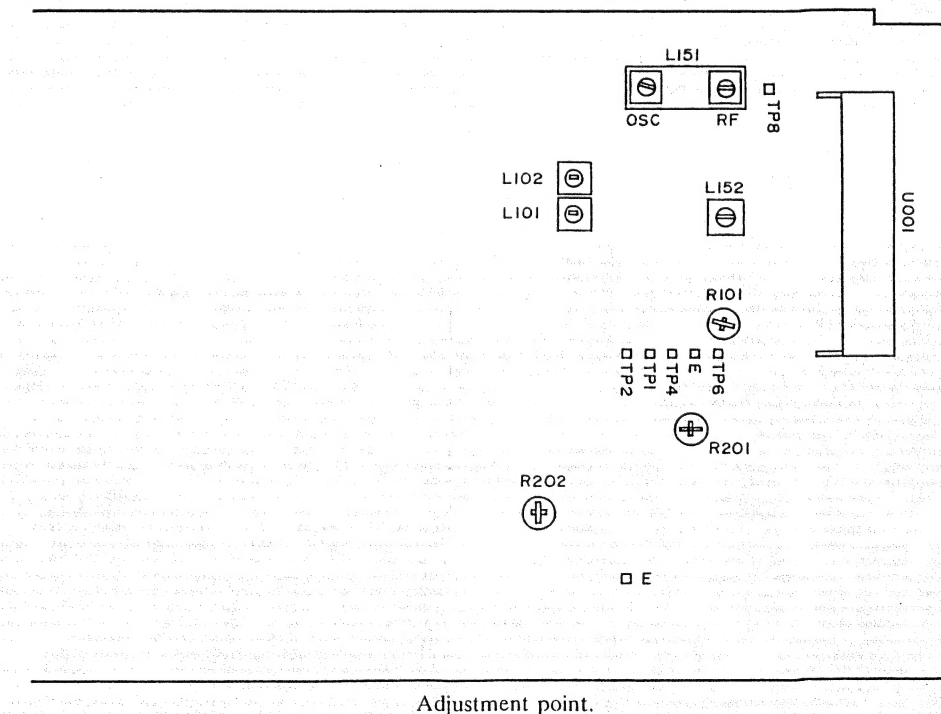 L151
OSC RF
TP8
L102
L101
L152
U001
R101
TP2 TP1 TP4 E TP6
R201
R202
E
Adjustment point.